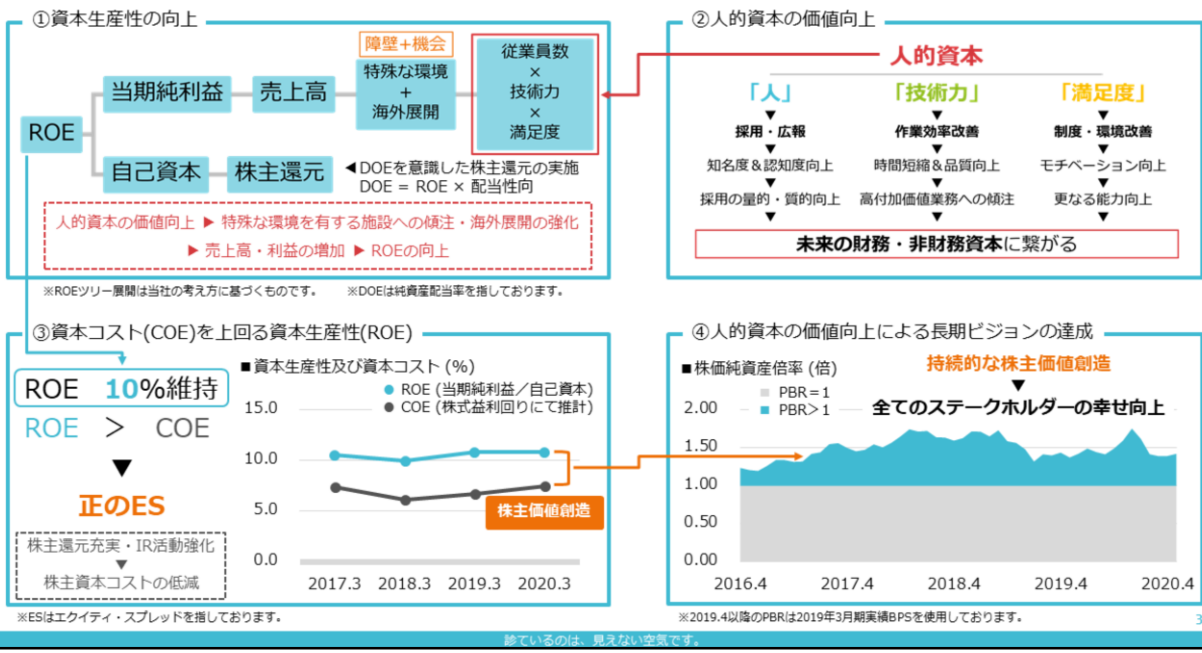 ①資本生産性の向上
障壁＋機会
ROE
当期純利益
売上高
特殊な環境
＋
海外展開
従業員数
×
技術力
×
満足度
自己資本
株主還元
◀DOEを意識した株主還元の実施
DOE = ROE × 配当性向
人的資本の価値向上 ▶ 特殊な環境を有する施設への傾注・海外展開の強化
▶ 売上高・利益の増加 ▶ ROEの向上
※ROEツリー展開は当社の考え方に基づくものです。
※DOEは純資産配当率を指しております。
②人的資本の価値向上
人的資本
「人」
▼
採用・広報
▼
知名度＆認知度向上
▼
採用の量的・質的向上
▼
「技術力」
▼
作業効率改善
▼
時間短縮＆品質向上
▼
高付加価値業務への傾注
▼
「満足度」
▼
制度・環境改善
▼
モチベーション向上
▼
更なる能力向上
▼
未来の財務・非財務資本に繋がる
③資本コスト(COE)を上回る資本生産性(ROE)
ROE 10%維持
ROE ＞ COE
▼
正のES
株主還元充実・IR活動強化
▼
株主資本コストの低減
■資本生産性及び資本コスト (%)
ROE (当期純利益／自己資本)
COE (株式益利回りにて推計)
15.0
10.0
5.0
0.0
株主価値創造
2017.3 2018.3 2019.3 2020.3
※ESはエクイティ・スプレッドを指しております。
④人的資本の価値向上による長期ビジョンの達成
■株価純資産倍率 (倍)
PBR＝1
PBR＞1
持続的な株主価値創造
▼
全てのステークホルダーの幸せ向上
2.00
1.50
1.00
0.50
0.00
2016.4 2017.4 2018.4 2019.4 2020.4
※2019.4以降のPBRは2019年3月期実績BPSを使用しております。
3
診ているのは、見えない空気です。